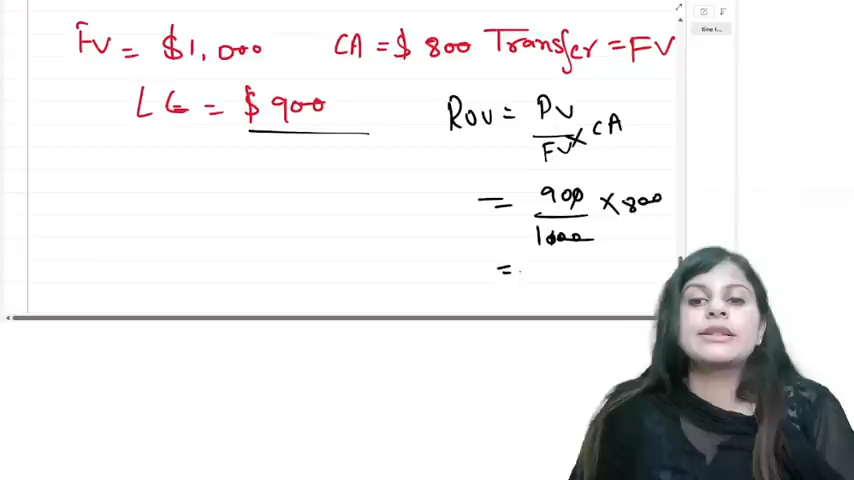 FV = $1,000 CA = $ 800 Transfer = FV
LG = $900
ROU = PV
FV × CA
= 900 × 800
1000
=